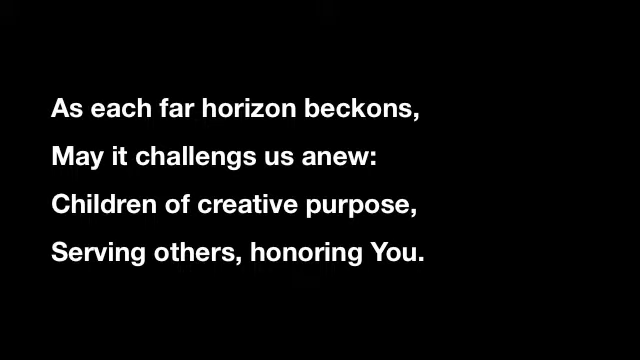 As each far horizon beckons,
May it challengs us anew:
Children of creative purpose,
Serving others, honoring You.